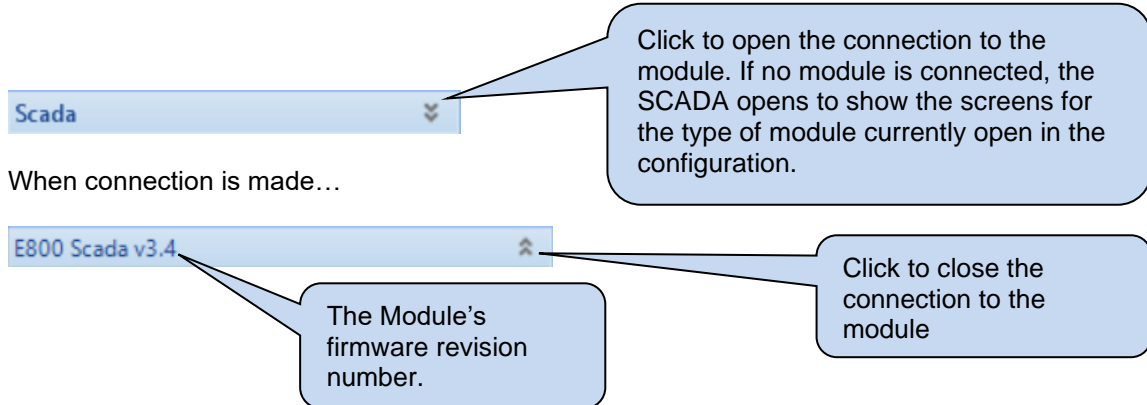 Click to open the connection to the
module. If no module is connected, the
SCADA opens to show the screens for
the type of module currently open in the
configuration.
Scada
When connection is made…
E800 Scada v3.4
Click to close the
connection to the
module
The Module’s
firmware revision
number.